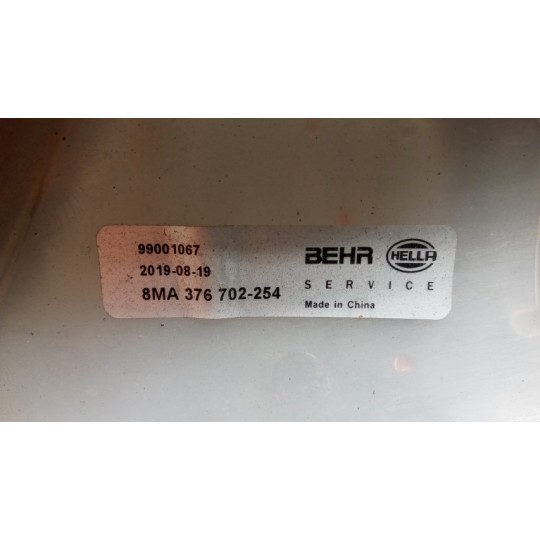 99001067
2019-08-19
8MA 376 702-254
BEHR HELLA
SERVICE
Made in China